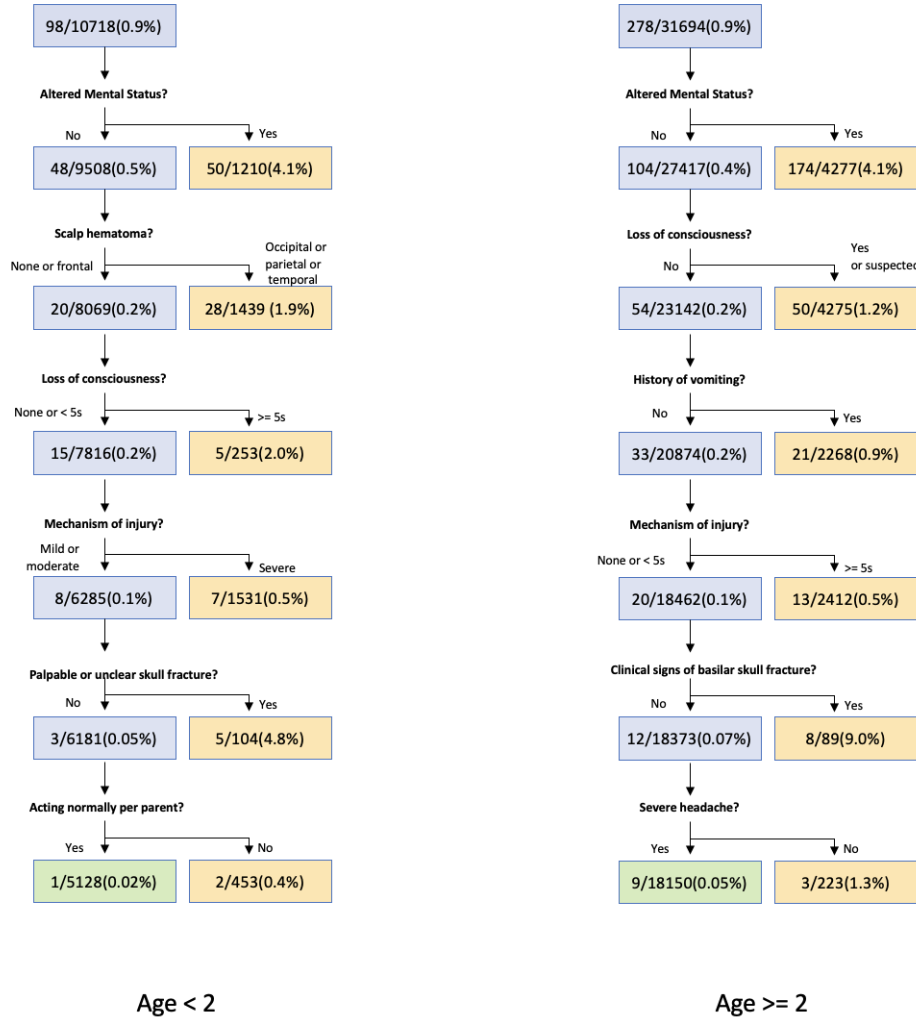 98/10718(0.9%)
Altered Mental Status?
No
Yes
48/9508(0.5%)
50/1210(4.1%)
Scalp hematoma?
None or frontal
Occipital or
parietal or
temporal
20/8069(0.2%)
28/1439 (1.9%)
Loss of consciousness?
None or < 5s
>= 5s
15/7816(0.2%)
5/253(2.0%)
Mechanism of injury?
Mild or
moderate
Severe
8/6285(0.1%)
7/1531(0.5%)
Palpable or unclear skull fracture?
No
Yes
3/6181(0.05%)
5/104(4.8%)
Acting normally per parent?
Yes
No
1/5128(0.02%)
2/453(0.4%)
Age < 2
278/31694(0.9%)
Altered Mental Status?
No
Yes
104/27417(0.4%)
174/4277(4.1%)
Loss of consciousness?
No
Yes
or suspected
54/23142(0.2%)
50/4275(1.2%)
History of vomiting?
No
Yes
33/20874(0.2%)
21/2268(0.9%)
Mechanism of injury?
None or < 5s
>= 5s
20/18462(0.1%)
13/2412(0.5%)
Clinical signs of basilar skull fracture?
No
Yes
12/18373(0.07%)
8/89(9.0%)
Severe headache?
Yes
No
9/18150(0.05%)
3/223(1.3%)
Age >= 2